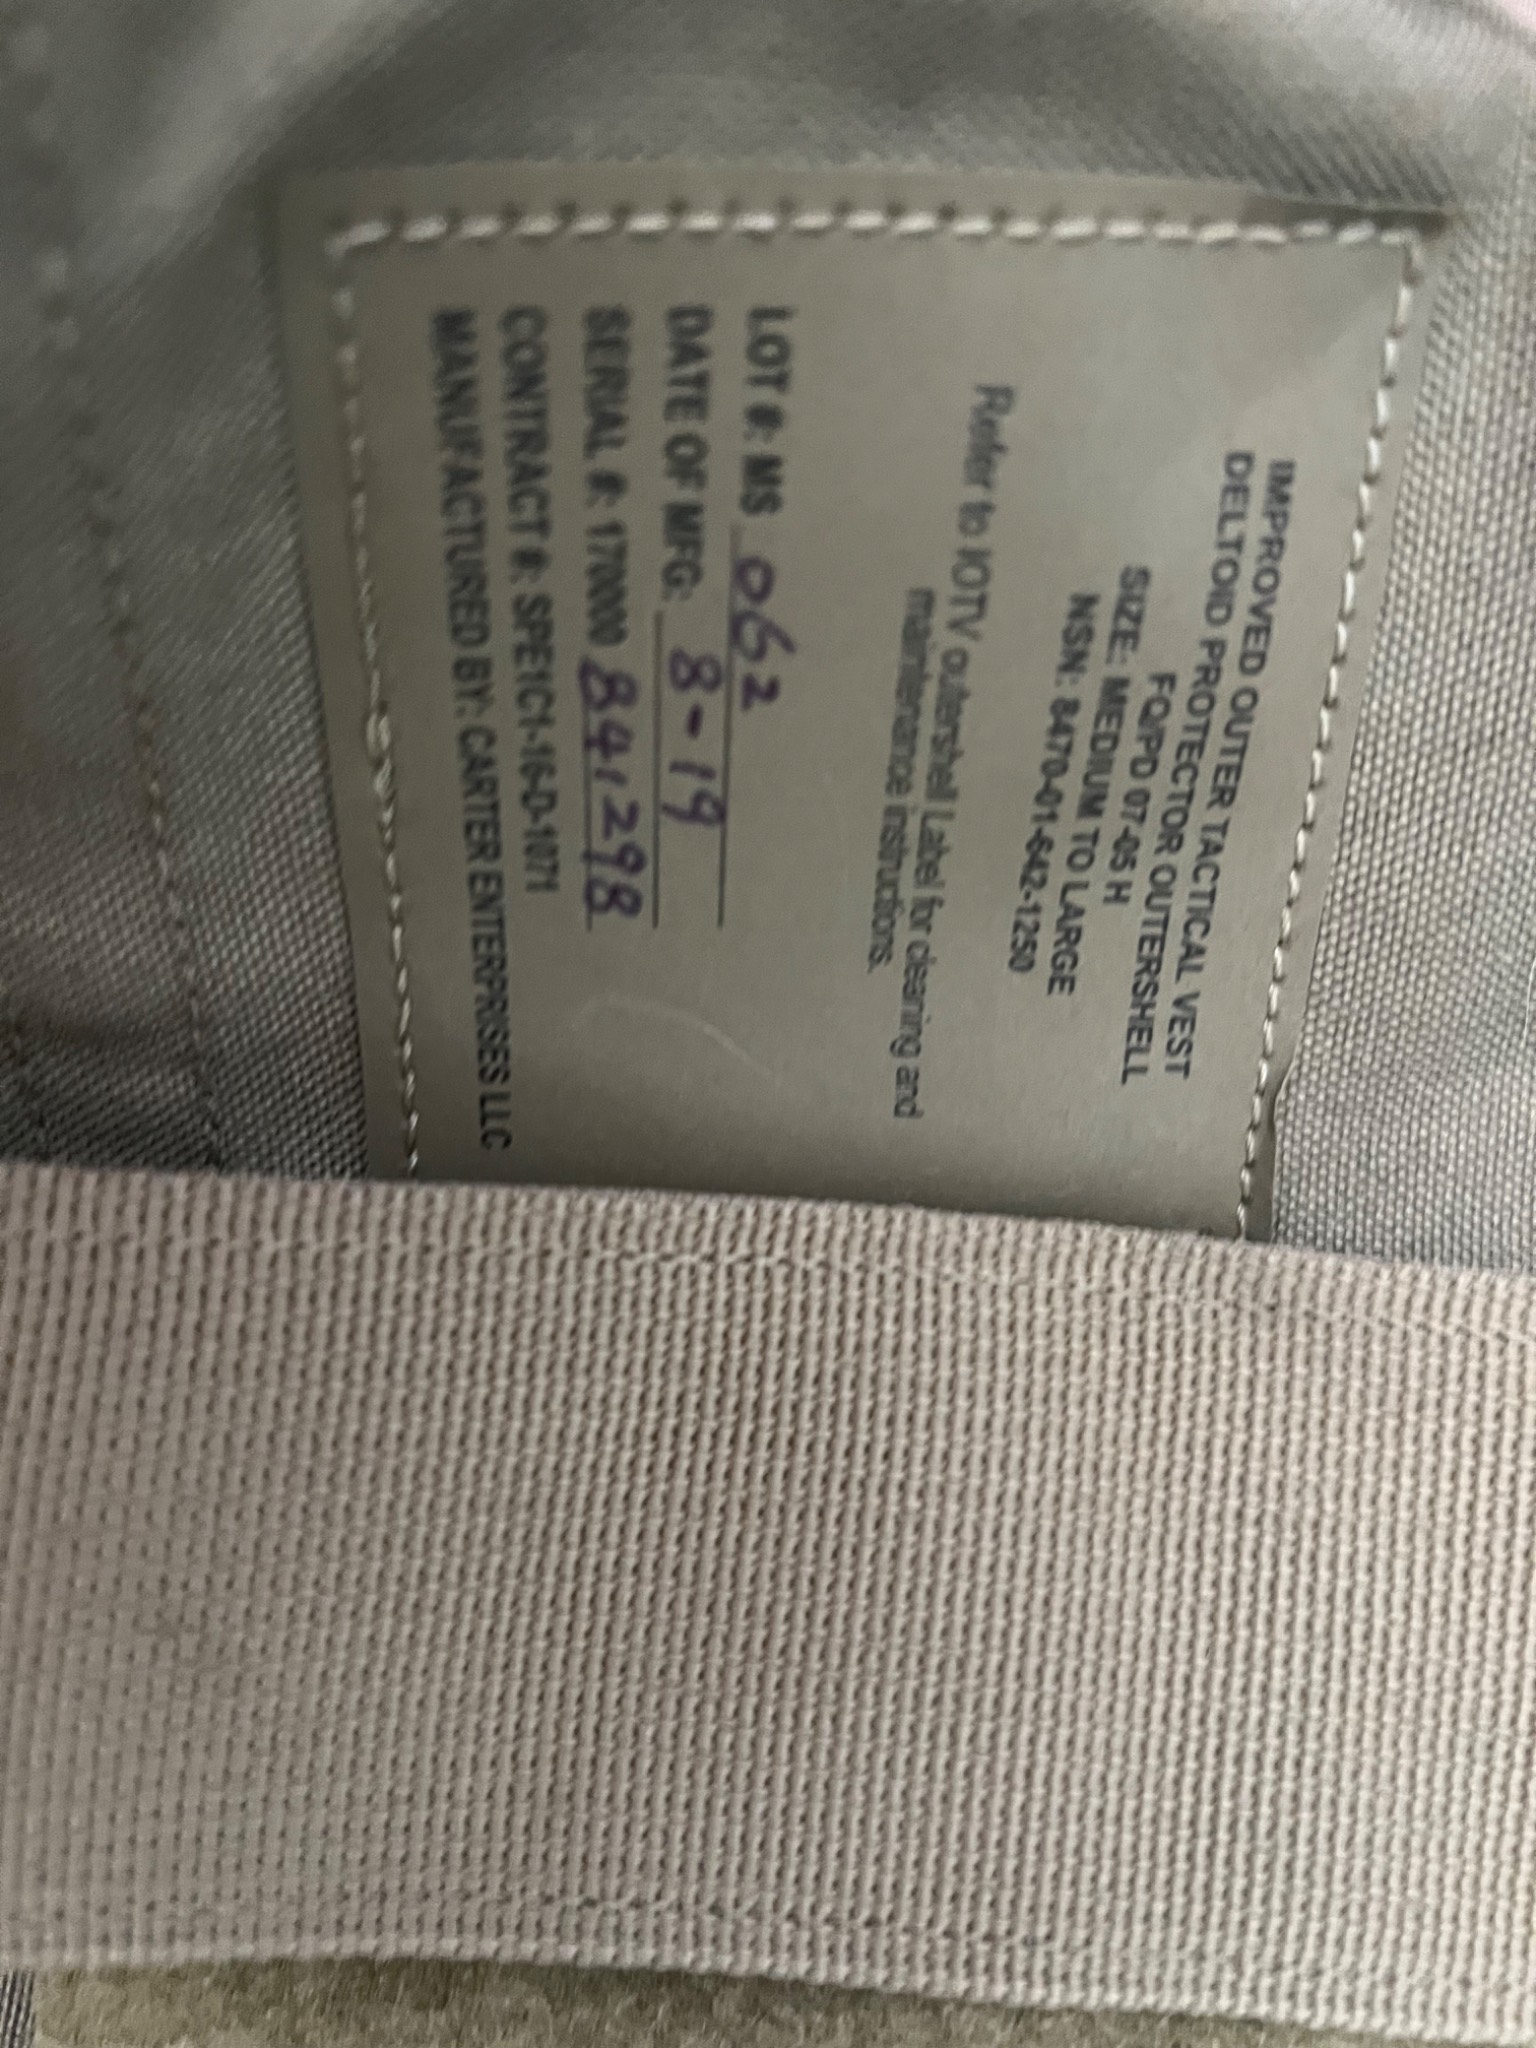 IMPROVED OUTER TACTICAL VEST
DELTOID PROTECTOR OUTERSHELL
FQ/PD 07-05 H
SIZE: MEDIUM TO LARGE
NSN: 8470-01-642-1250
Refer to IOTV outershell Label for cleaning and
maintenance instructions.
LOT #: MS 062
DATE OF MFG: 8-19
SERIAL #: 170000 841298
CONTRACT #: SPE1C1-16-D-1071
MANUFACTURED BY: CARTER ENTERPRISES LLC